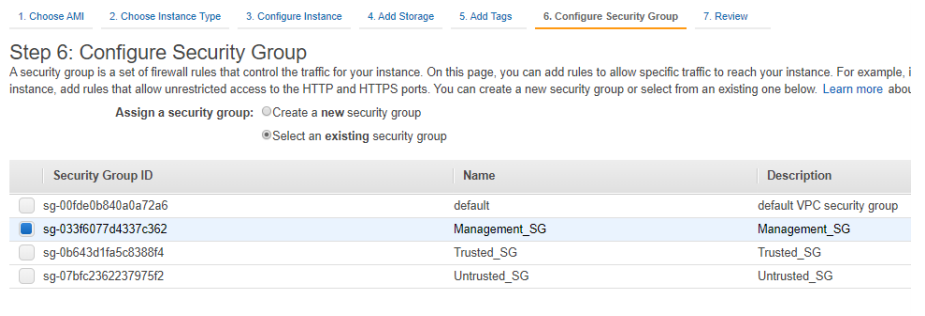 1. Choose AMI 2. Choose Instance Type 3. Configure Instance 4. Add Storage 5. Add Tags 6. Configure Security Group 7. Review
Step 6: Configure Security Group
A security group is a set of firewall rules that control the traffic for your instance. On this page, you can add rules to allow specific traffic to reach your instance. For example, i
instance, add rules that allow unrestricted access to the HTTP and HTTPS ports. You can create a new security group or select from an existing one below. Learn more abou
Assign a security group: Create a new security group
Select an existing security group
Security Group ID Name Description
sg-00fde0b840a0a72a6 default default VPC security group
sg-033f6077d4337c362 Management_SG Management_SG
sg-0b643d1fa5c8388f4 Trusted_SG Trusted_SG
sg-07bfc2362237975f2 Untrusted_SG Untrusted_SG